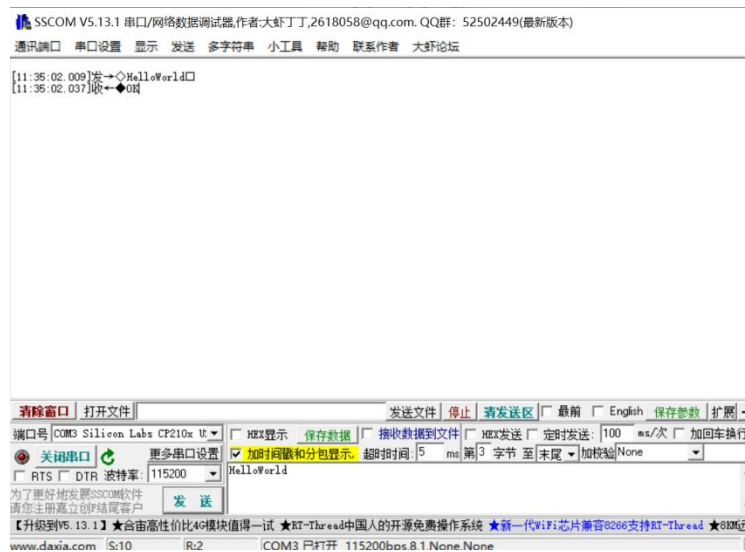 SSCOM V5.13.1 串口/网络数据调试器,作者:大虾丁丁,2618058@qq.com. QQ群: 52502449(最新版本)
通讯端口 串口设置 显示 发送 多字符串 小工具 帮助 联系作者 大虾论坛
[11:35:02.009]发→◇HelloWorld□
[11:35:02.037]收←◆OK
清除窗口 打开文件 发送文件 停止 清发送区 最前 English 保存参数 扩展 -
端口号 COM3 Silicon Labs CP210x U HEX显示 保存数据 接收数据到文件 HEX发送 定时发送: 100 ms/次 加回车换行
关闭串口 更多串口设置 加时间戳和分包显示, 超时时间: 5 ms 第 3 字节 至 末尾 加校验 None
RTS DTR 波特率: 115200 HelloWorld
为了更好地发展SSCOM软件
请您注册嘉立创F结尾客户 发 送
【升级到V5.13.1】★合宙高性价比4G模块值得一试 ★RT-Thread中国人的开源免费操作系统 ★新一代WiFi芯片兼容8266支持RT-Thread ★8KM远
www.daxia.com S:10 R:2 COM3 已打开 115200bps,8,1,None,None